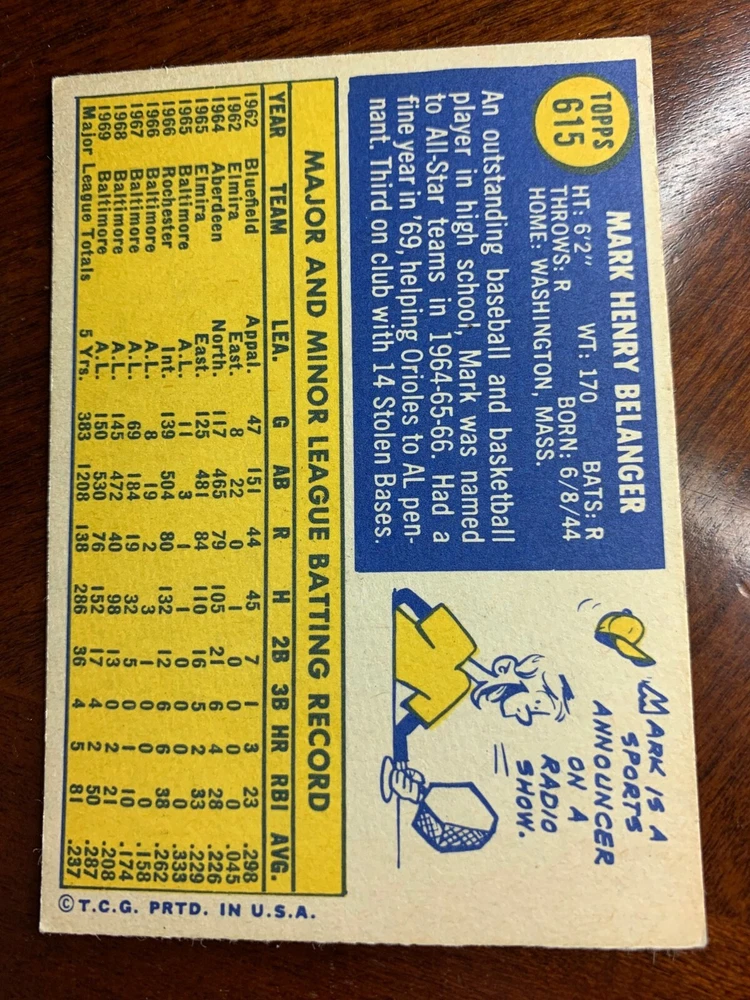 TOPPS
615
MARK HENRY BELANGER
HT: 6'2" WT: 170 BATS: R
THROWS: R BORN: 6/8/44
HOME: WASHINGTON, MASS.
An outstanding baseball and basketball
player in high school, Mark was named
to All-Star teams in 1964-65-66. Had a
fine year in '69, helping Orioles to AL pen-
nant. Third on club with 14 Stolen Bases.
MARK IS A
SPORTS
ANNOUNCER
ON A
RADIO
SHOW.
MAJOR AND MINOR LEAGUE BATTING RECORD
YEAR TEAM LEA. G AB R H 2B 3B HR RBI AVG.
1962 Bluefield Appal. 47 151 44 45 7 1 3 23 .298
1962 Elmira East. 8 22 0 1 0 0 0 0 .045
1964 Aberdeen North. 117 465 79 105 21 6 4 28 .226
1965 Elmira East. 125 481 84 110 16 5 2 33 .229
1965 Baltimore A.L. 11 3 1 1 0 0 0 0 .333
1966 Rochester Int. 139 504 80 132 12 6 6 38 .262
1966 Baltimore A.L. 8 19 2 3 1 0 0 0 .158
1967 Baltimore A.L. 69 184 19 32 5 0 1 10 .174
1968 Baltimore A.L. 145 472 40 98 13 0 2 21 .208
1969 Baltimore A.L. 150 530 76 152 17 4 2 50 .287
Major League Totals 5 Yrs. 383 1208 138 286 36 4 5 81 .237
© T.C.G. PRTD. IN U.S.A.